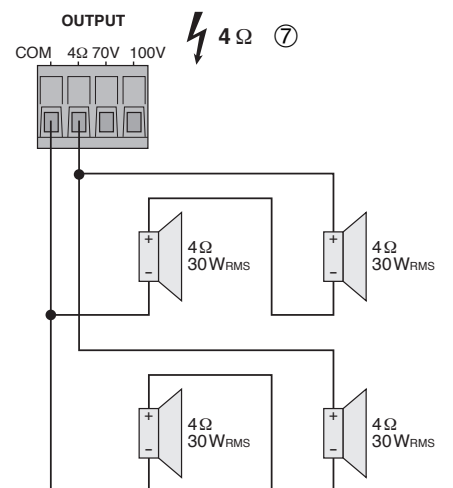 OUTPUT
4 Ω ⑦
COM 4Ω 70V 100V
+ 4 Ω
– 30 WRMS
+ 4 Ω
– 30 WRMS
+ 4 Ω
– 30 WRMS
+ 4 Ω
– 30 WRMS